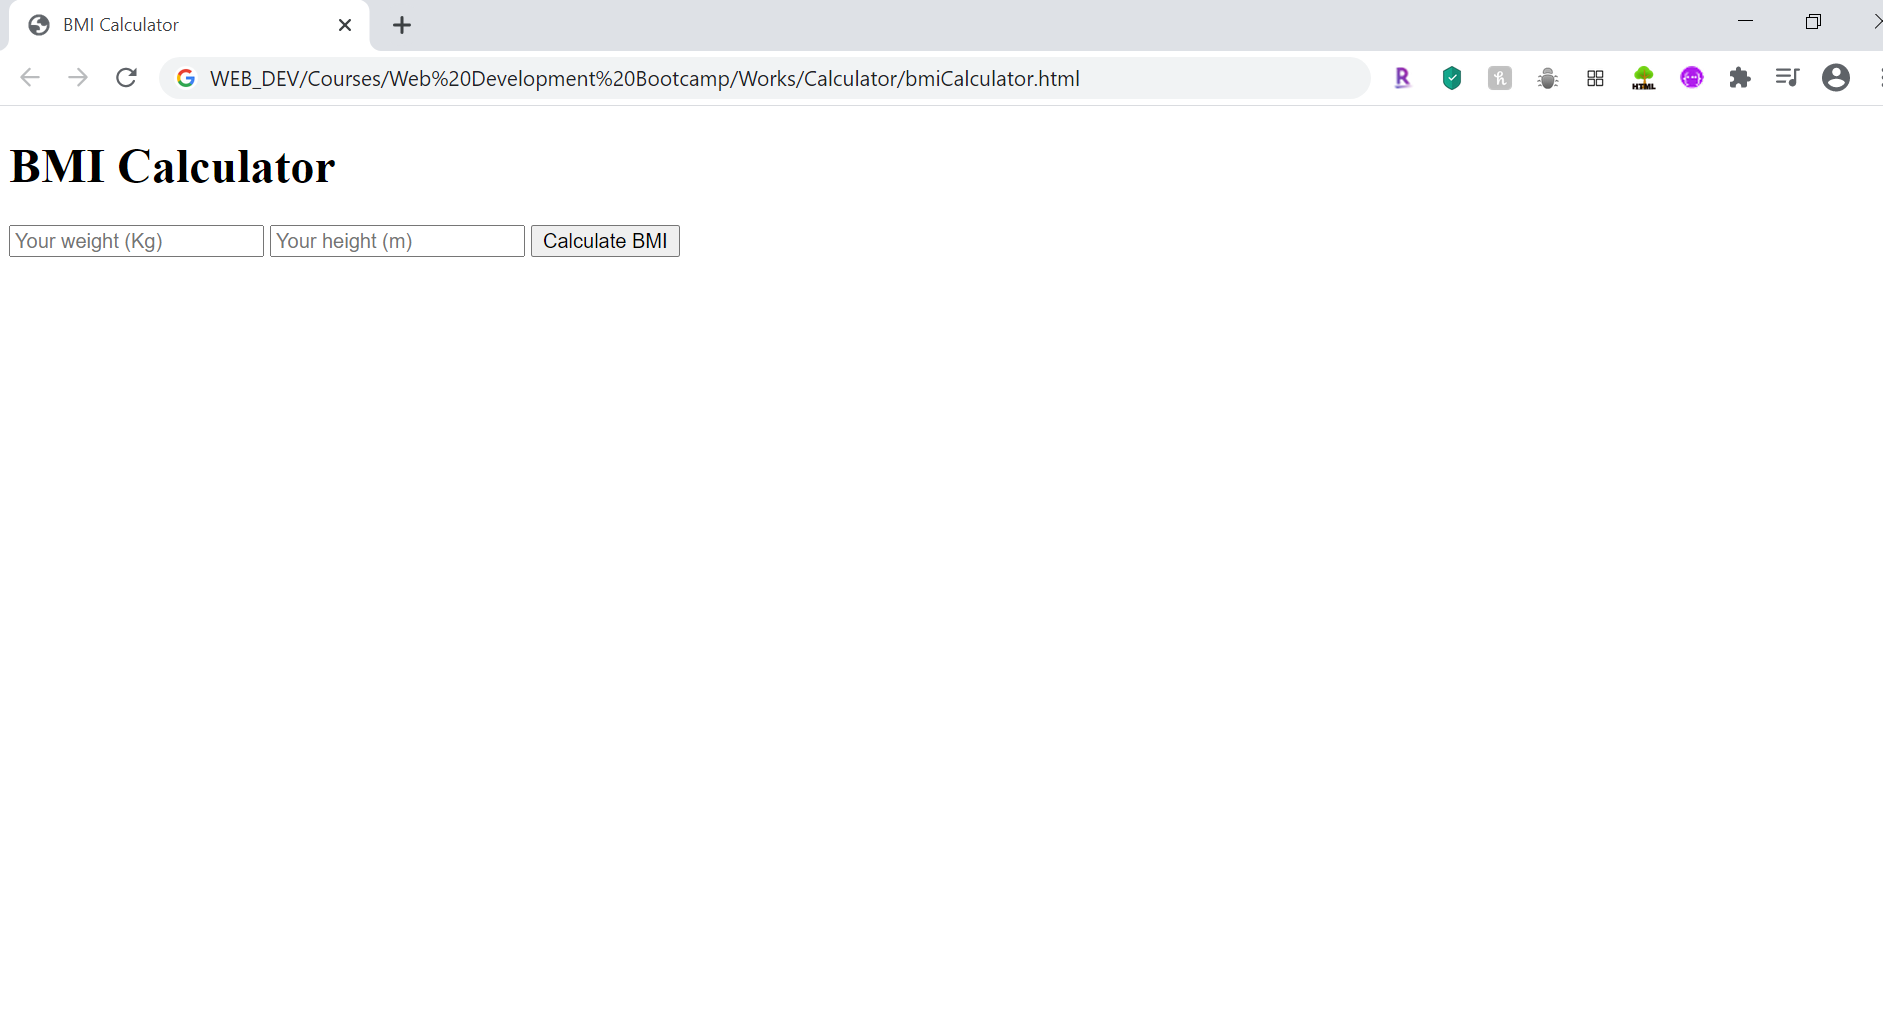 BMI Calculator
WEB_DEV/Courses/Web%20Development%20Bootcamp/Works/Calculator/bmiCalculator.html
R
h
HTML
BMI Calculator
Your weight (Kg) Your height (m) Calculate BMI